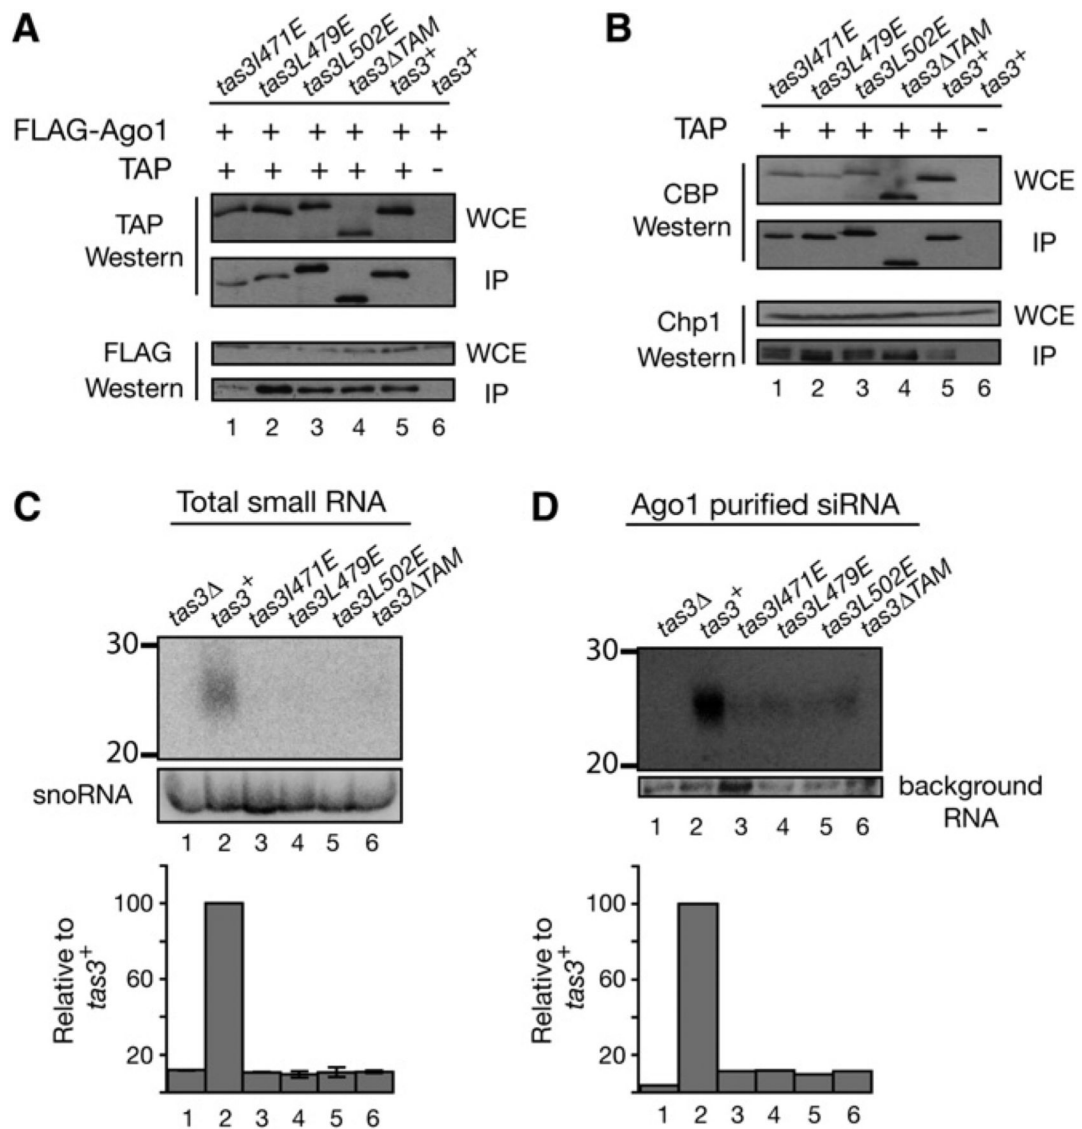 A
tas3I471E
tas3L479E
tas3L502E
tas3ΔTAM
tas3+
tas3+
FLAG-Ago1 + + + + + +
TAP + + + + + -
TAP
Western
WCE
IP
FLAG
Western
WCE
IP
1 2 3 4 5 6
B
tas3I471E
tas3L479E
tas3L502E
tas3ΔTAM
tas3+
tas3+
TAP + + + + + -
CBP
Western
WCE
IP
Chp1
Western
WCE
IP
1 2 3 4 5 6
C
Total small RNA
tas3Δ
tas3+
tas3I471E
tas3L479E
tas3L502E
tas3ΔTAM
30
20
snoRNA
1 2 3 4 5 6
Relative to
tas3+
100
60
20
1 2 3 4 5 6
D
Ago1 purified siRNA
tas3Δ
tas3+
tas3I471E
tas3L479E
tas3L502E
tas3ΔTAM
30
20
background
RNA
1 2 3 4 5 6
Relative to
tas3+
100
60
20
1 2 3 4 5 6